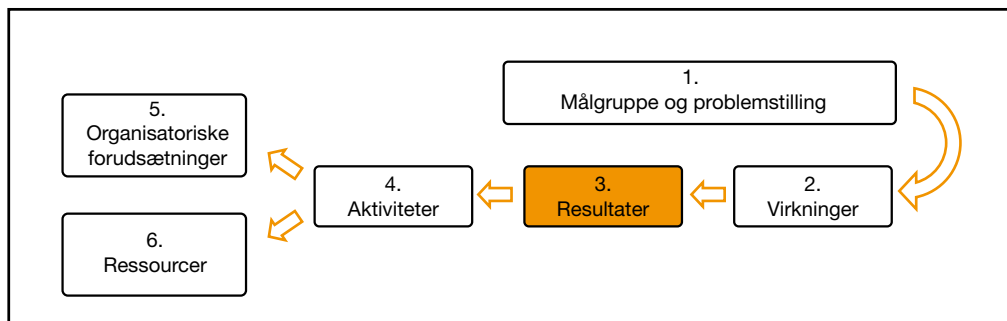 1.
Målgruppe og problemstilling
5.
Organisatoriske
forudsætninger
4.
Aktiviteter
3.
Resultater
2.
Virkninger
6.
Ressourcer